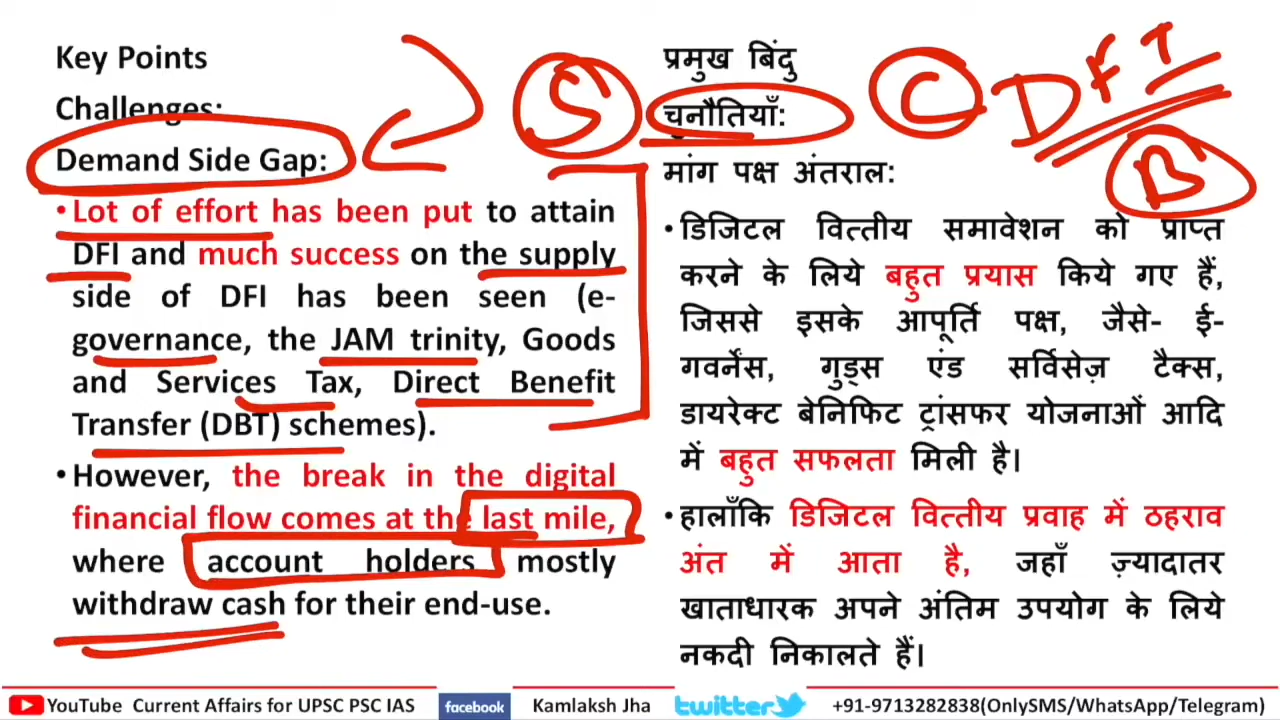 Key Points
Challenges:
Demand Side Gap:
•Lot of effort has been put to attain
DFI and much success on the supply
side of DFI has been seen (e-
governance, the JAM trinity, Goods
and Services Tax, Direct Benefit
Transfer (DBT) schemes).
•However, the break in the digital
financial flow comes at the last mile,
where account holders mostly
withdraw cash for their end-use.
S
प्रमुख बिंदु
चुनौतियाँ:
मांग पक्ष अंतराल:
•डिजिटल वित्तीय समावेशन को प्राप्त
करने के लिये बहुत प्रयास किये गए हैं,
जिससे इसके आपूर्ति पक्ष, जैसे- ई-
गवर्नेंस, गुड्स एंड सर्विसेज़ टैक्स,
डायरेक्ट बेनिफिट ट्रांसफर योजनाओं आदि
में बहुत सफलता मिली है।
•हालाँकि डिजिटल वित्तीय प्रवाह में ठहराव
अंत में आता है, जहाँ ज़्यादातर
खाताधारक अपने अंतिम उपयोग के लिये
नकदी निकालते हैं।
C
DFI
B
YouTube Current Affairs for UPSC PSC IAS facebook Kamlaksh Jha twitter +91-9713282838(OnlySMS/WhatsApp/Telegram)